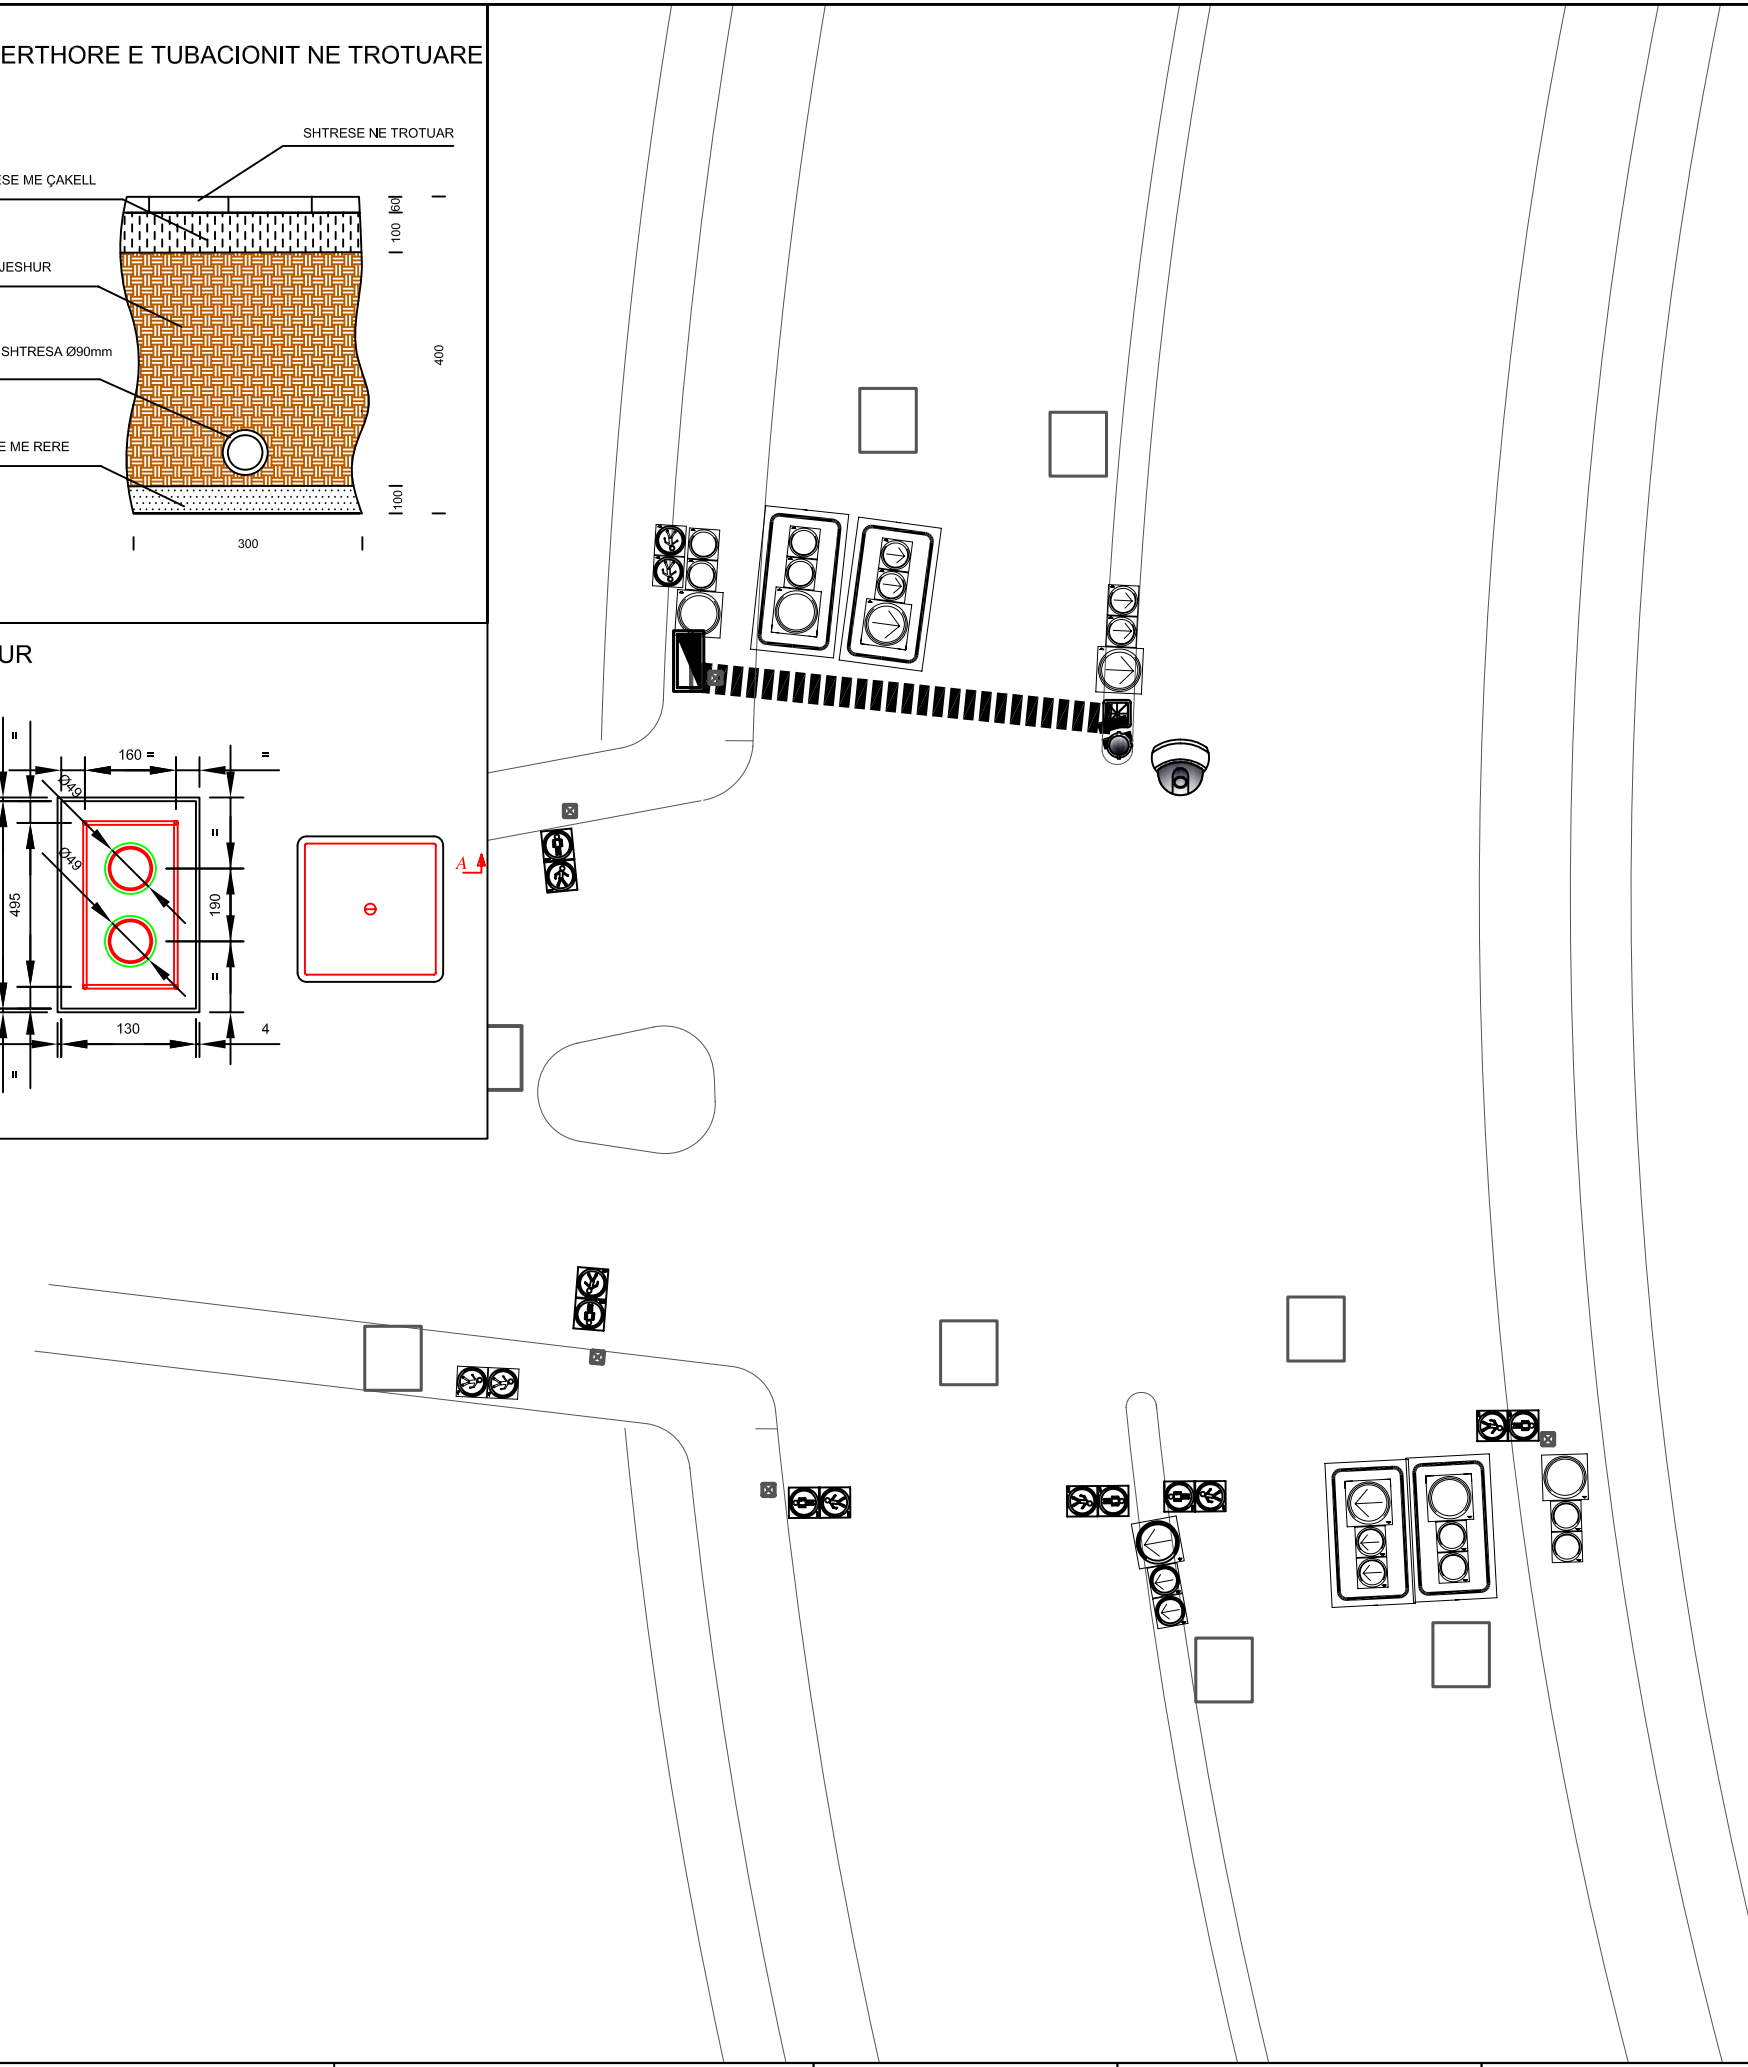 ERTHORE E TUBACIONIT NE TROTUARE
SHTRESE NE TROTUAR
ESE ME ÇAKELL
60
100
JESHUR
SHTRESA Ø90mm
400
E ME RERE
100
300
UR
=
160 =
=
Ø49
=
Ø49
A
495
190
=
130
4
=